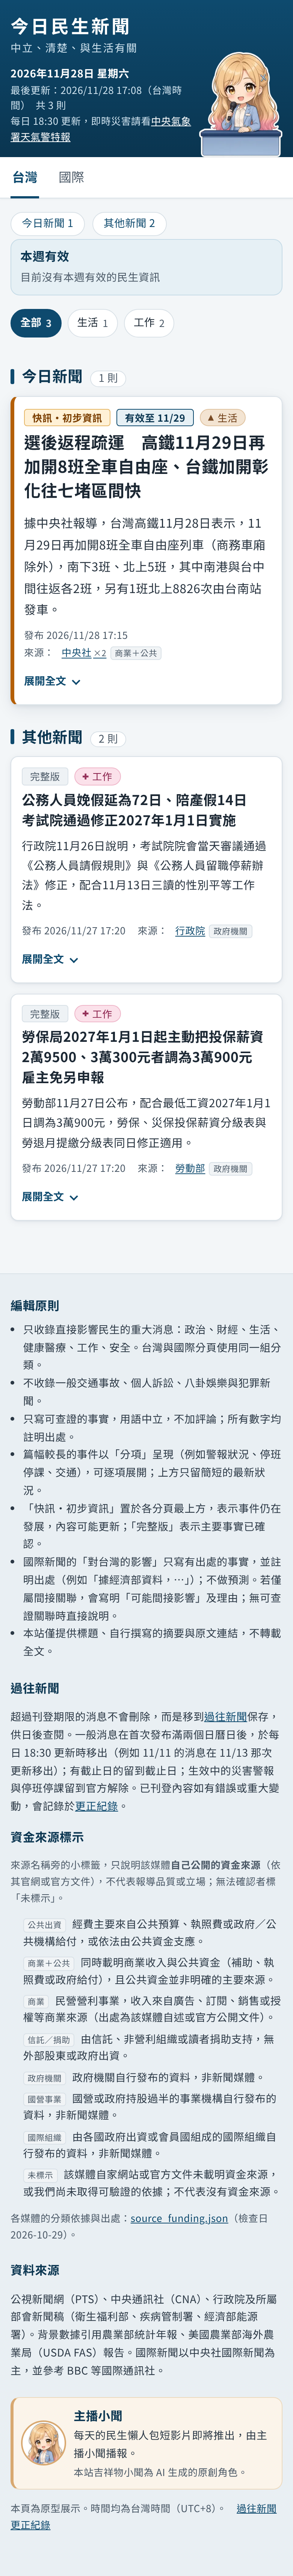 今日民生新聞
中立、清楚、與生活有關
2026年11月28日 星期六
最後更新：2026/11/28 17:08（台灣時
間） 共 3 則
每日 18:30 更新，即時災害請看中央氣象
署天氣警特報
台灣 國際
今日新聞 1 其他新聞 2
本週有效
目前沒有本週有效的民生資訊
全部 3 生活 1 工作 2
今日新聞 1 則
快訊・初步資訊 有效至 11/29 ▲ 生活
選後返程疏運　高鐵11月29日再
加開8班全車自由座、台鐵加開彰
化往七堵區間快
據中央社報導，台灣高鐵11月28日表示，11
月29日再加開8班全車自由座列車（商務車廂
除外），南下3班、北上5班，其中南港與台中
間往返各2班，另有1班北上8826次由台南站
發車。
發布 2026/11/28 17:15
來源： 中央社 ×2 商業＋公共
展開全文
其他新聞 2 則
完整版 ✚ 工作
公務人員娩假延為72日、陪產假14日
考試院通過修正2027年1月1日實施
行政院11月26日說明，考試院院會當天審議通過
《公務人員請假規則》與《公務人員留職停薪辦
法》修正，配合11月13日三讀的性別平等工作
法。
發布 2026/11/27 17:20 來源： 行政院 政府機關
展開全文
完整版 ✚ 工作
勞保局2027年1月1日起主動把投保薪資
2萬9500、3萬300元者調為3萬900元
雇主免另申報
勞動部11月27日公布，配合最低工資2027年1月1
日調為3萬900元，勞保、災保投保薪資分級表與
勞退月提繳分級表同日修正適用。
發布 2026/11/27 17:20 來源： 勞動部 政府機關
展開全文
編輯原則
• 只收錄直接影響民生的重大消息：政治、財經、生活、
健康醫療、工作、安全。台灣與國際分頁使用同一組分
類。
• 不收錄一般交通事故、個人訴訟、八卦娛樂與犯罪新
聞。
• 只寫可查證的事實，用語中立，不加評論；所有數字均
註明出處。
• 篇幅較長的事件以「分項」呈現（例如警報狀況、停班
停課、交通），可逐項展開；上方只留簡短的最新狀
況。
• 「快訊・初步資訊」置於各分頁最上方，表示事件仍在
發展，內容可能更新；「完整版」表示主要事實已確
認。
• 國際新聞的「對台灣的影響」只寫有出處的事實，並註
明出處（例如「據經濟部資料，…」）；不做預測。若僅
屬間接關聯，會寫明「可能間接影響」及理由；無可查
證關聯時直接說明。
• 本站僅提供標題、自行撰寫的摘要與原文連結，不轉載
全文。
過往新聞
超過刊登期限的消息不會刪除，而是移到過往新聞保存，
供日後查閱。一般消息在首次發布滿兩個日曆日後，於每
日 18:30 更新時移出（例如 11/11 的消息在 11/13 那次
更新移出）；有截止日的留到截止日；生效中的災害警報
與停班停課留到官方解除。已刊登內容如有錯誤或重大變
動，會記錄於更正紀錄。
資金來源標示
來源名稱旁的小標籤，只說明該媒體自己公開的資金來源（依
其官網或官方文件），不代表報導品質或立場；無法確認者標
「未標示」。
公共出資 經費主要來自公共預算、執照費或政府／公
共機構給付，或依法由公共資金支應。
商業＋公共 同時載明商業收入與公共資金（補助、執
照費或政府給付），且公共資金並非明確的主要來源。
商業 民營營利事業，收入來自廣告、訂閱、銷售或授
權等商業來源（出處為該媒體自述或官方公開文件）。
信託／捐助 由信託、非營利組織或讀者捐助支持，無
外部股東或政府出資。
政府機關 政府機關自行發布的資料，非新聞媒體。
國營事業 國營或政府持股過半的事業機構自行發布的
資料，非新聞媒體。
國際組織 由各國政府出資或會員國組成的國際組織自
行發布的資料，非新聞媒體。
未標示 該媒體自家網站或官方文件未載明資金來源，
或我們尚未取得可驗證的依據；不代表沒有資金來源。
各媒體的分類依據與出處：source_funding.json（檢查日
2026-10-29）。
資料來源
公視新聞網（PTS）、中央通訊社（CNA）、行政院及所屬
部會新聞稿（衛生福利部、疾病管制署、經濟部能源
署）。背景數據引用農業部統計年報、美國農業部海外農
業局（USDA FAS）報告。國際新聞以中央社國際新聞為
主，並參考 BBC 等國際通訊社。
主播小聞
每天的民生懶人包短影片即將推出，由主
播小聞播報。
本站吉祥物小聞為 AI 生成的原創角色。
本頁為原型展示。時間均為台灣時間（UTC+8）。 過往新聞
更正紀錄